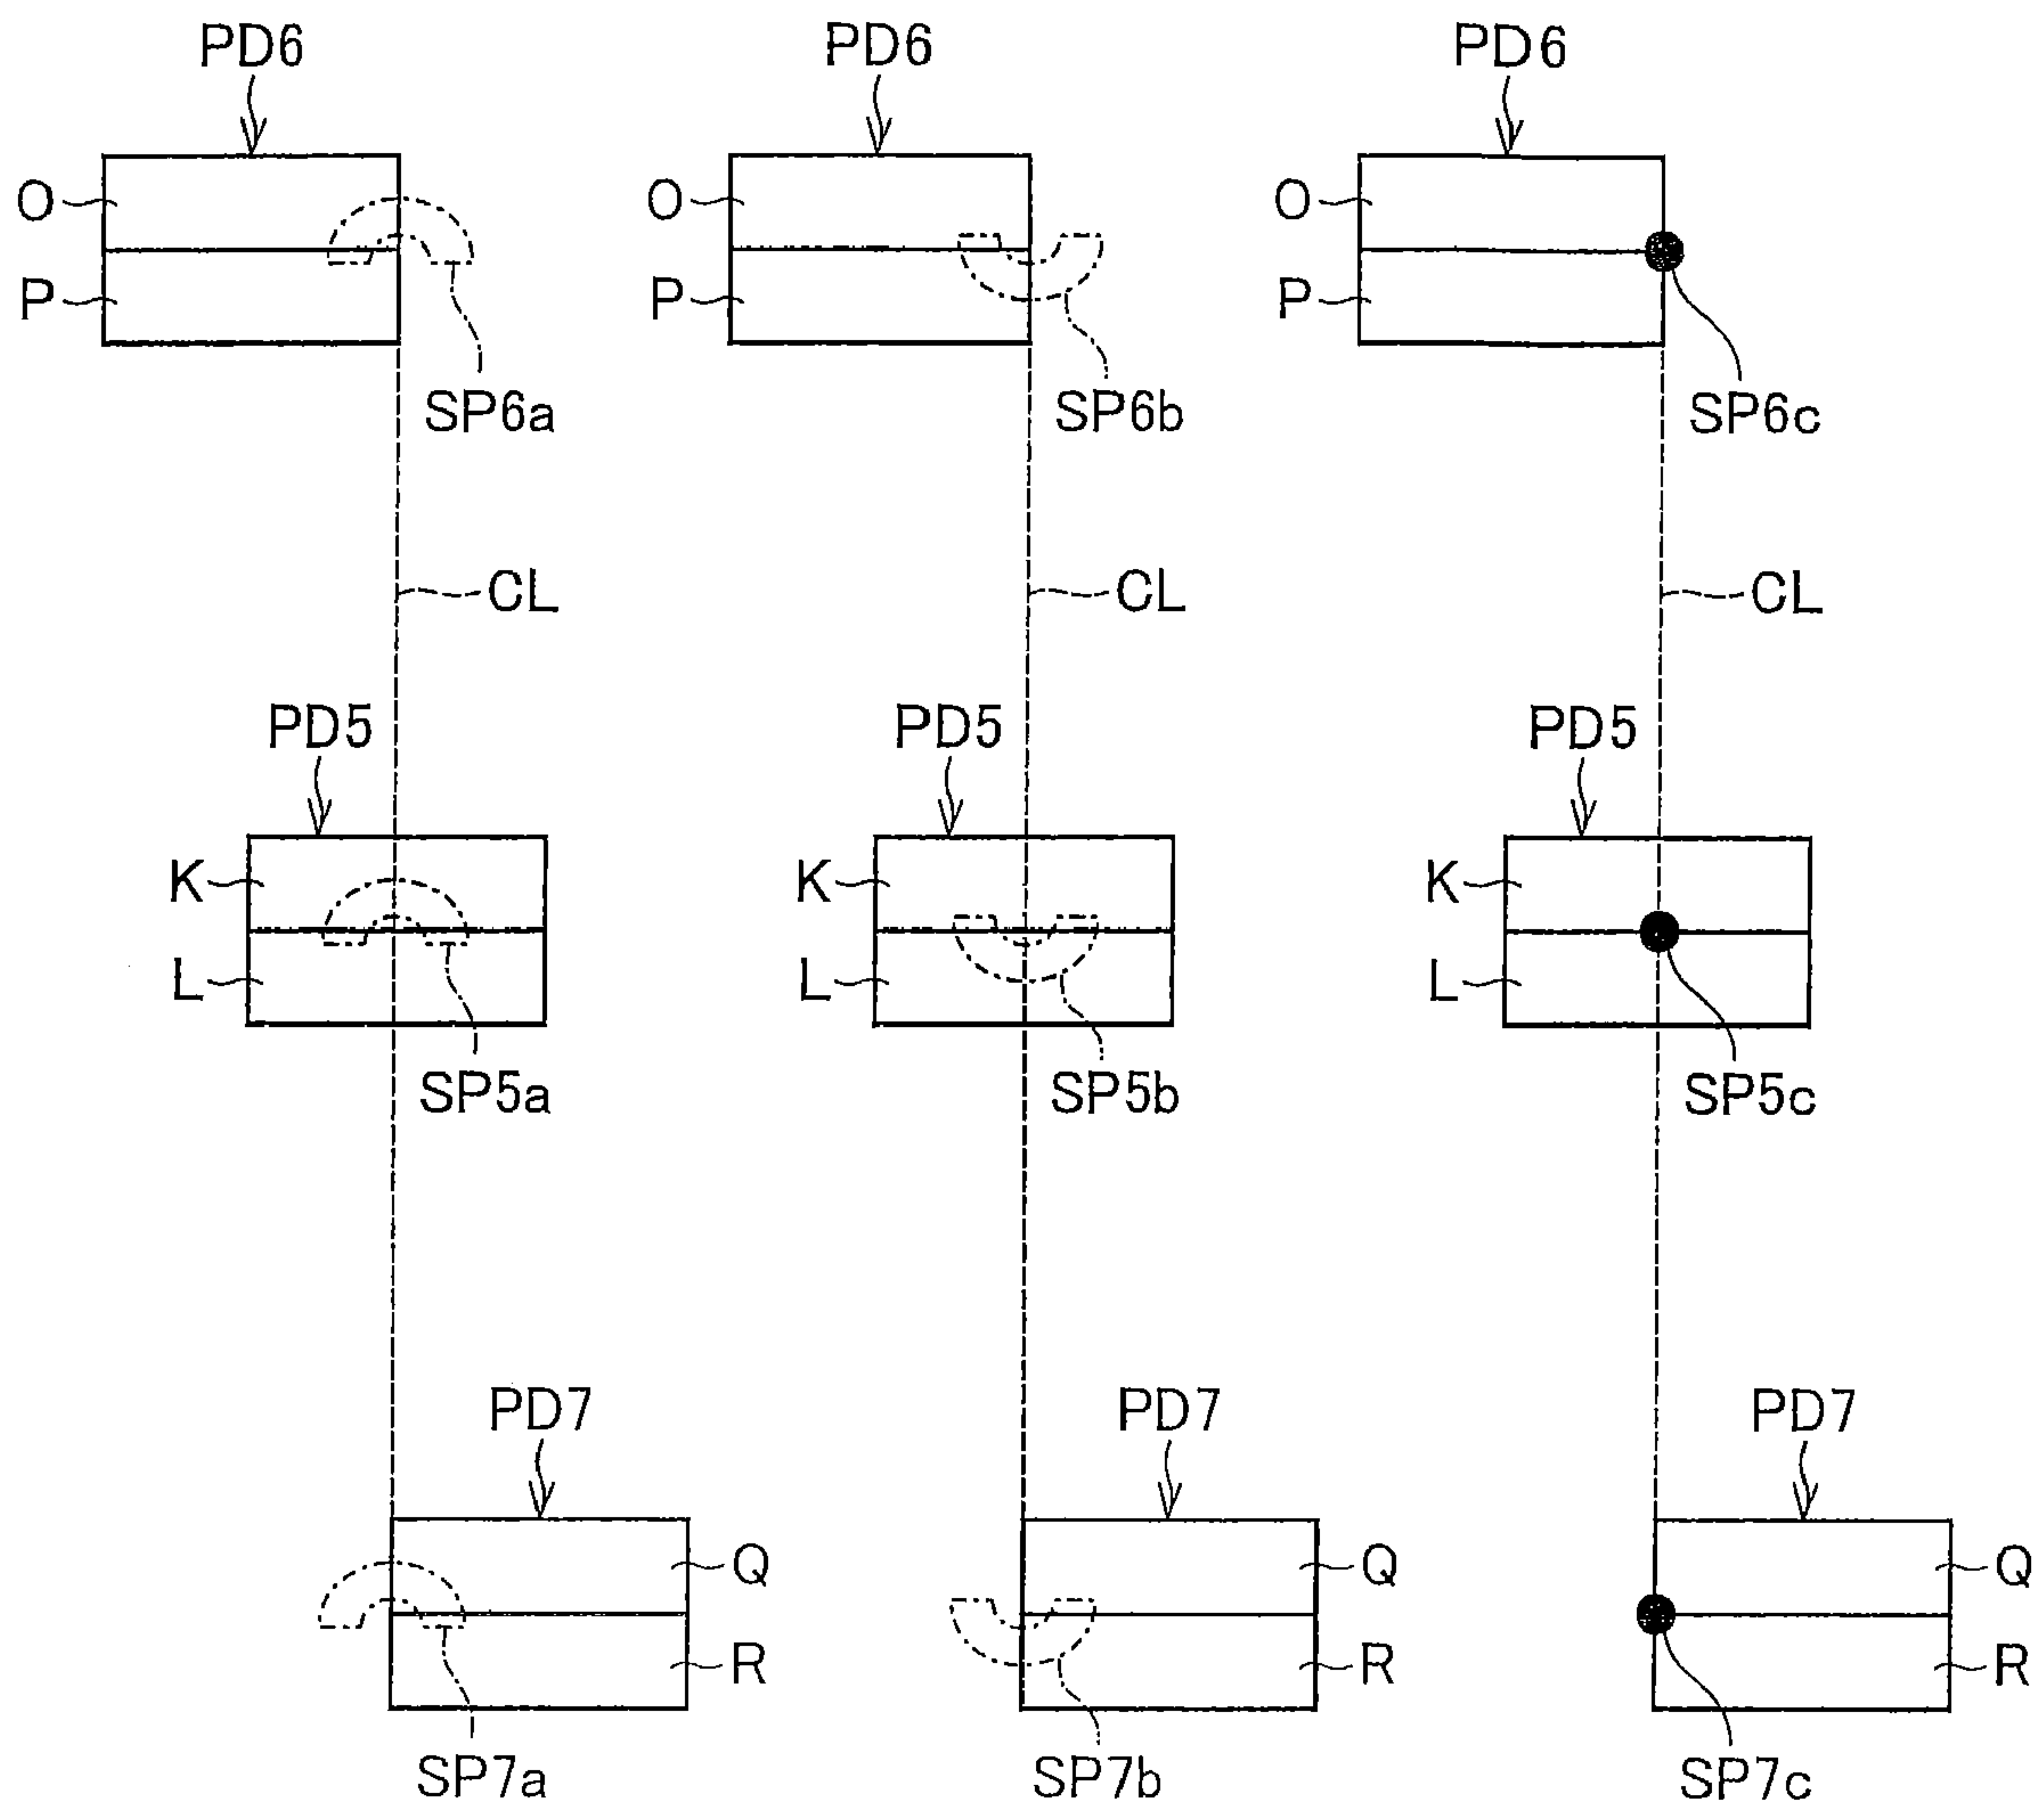 PD6 PD6 PD6
O O O
P P P
SP6a SP6b SP6c
CL CL CL
PD5 PD5 PD5
K K K
L L L
SP5a SP5b SP5c
PD7 PD7 PD7
Q Q Q
R R R
SP7a SP7b SP7c